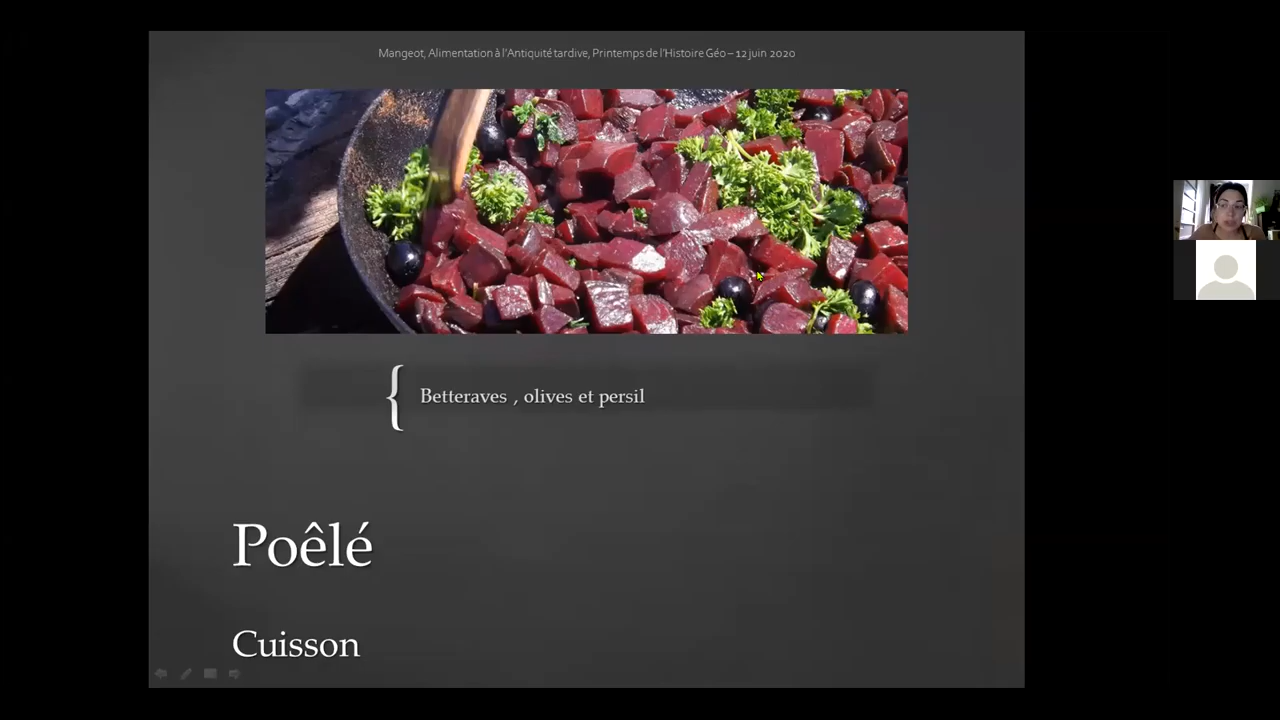 Mangeot, Alimentation à l'Antiquité tardive, Printemps de l'Histoire Géo – 12 juin 2020
Betteraves , olives et persil
Poêlé
Cuisson